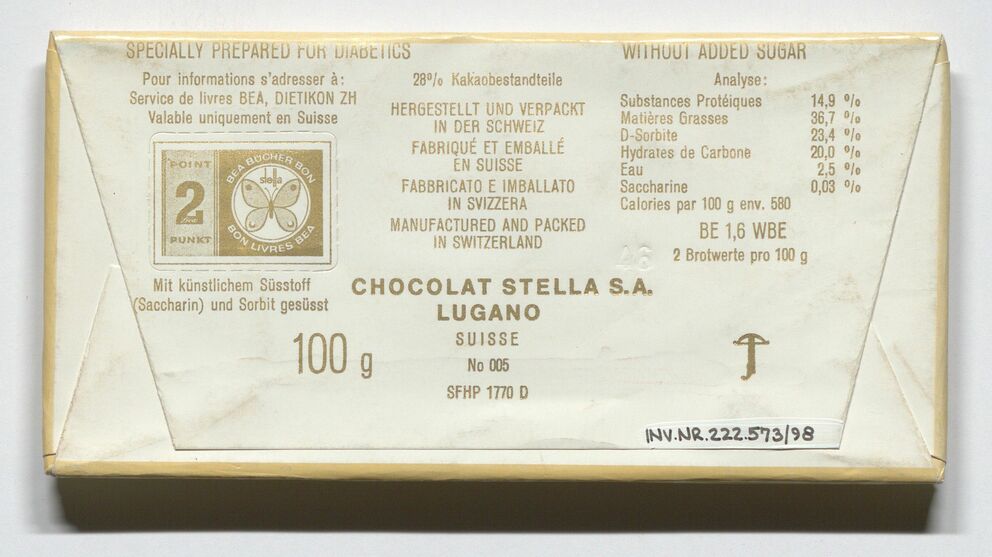 SPECIALLY PREPARED FOR DIABETICS
WITHOUT ADDED SUGAR
Pour informations s'adresser à:
Service de livres BEA, DIETIKON ZH
Valable uniquement en Suisse
POINT
2
bea
PUNKT
BEA BÜCHER BON
stella
BON LIVRES BEA
Mit künstlichem Süsstoff
(Saccharin) und Sorbit gesüsst
100 g
28% Kakaobestandteile
HERGESTELLT UND VERPACKT
IN DER SCHWEIZ
FABRIQUÉ ET EMBALLÉ
EN SUISSE
FABBRICATO E IMBALLATO
IN SVIZZERA
MANUFACTURED AND PACKED
IN SWITZERLAND
CHOCOLAT STELLA S.A.
LUGANO
SUISSE
No 005
SFHP 1770 D
Analyse:
Substances Protéiques 14,9 %
Matières Grasses 36,7 %
D-Sorbite 23,4 %
Hydrates de Carbone 20,0 %
Eau 2,5 %
Saccharine 0,03 %
Calories par 100 g env. 580
BE 1,6 WBE
46
2 Brotwerte pro 100 g
INV.NR.222.573/98